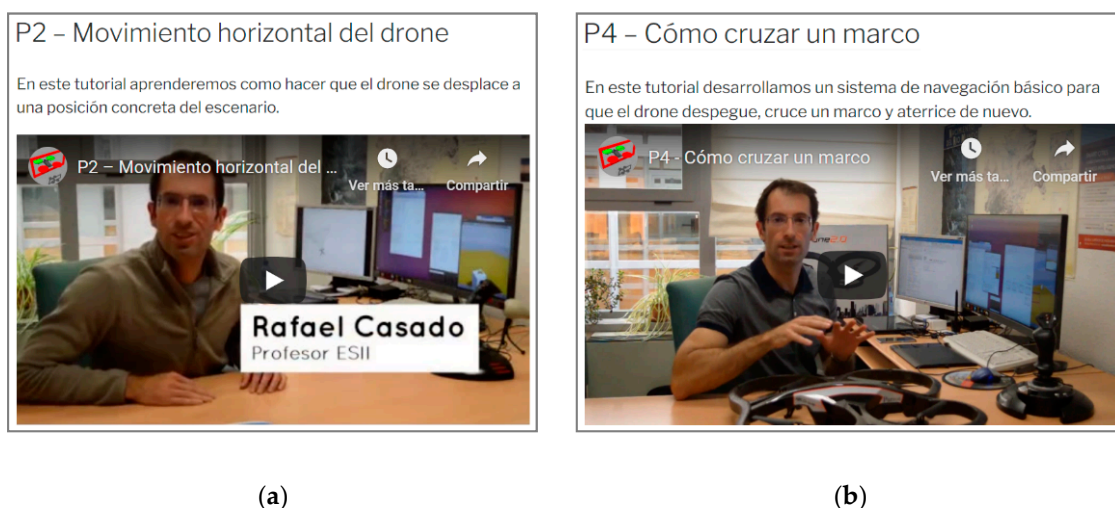 P2 – Movimiento horizontal del drone
En este tutorial aprenderemos como hacer que el drone se desplace a
una posición concreta del escenario.
P2 – Movimiento horizontal del ...
Ver más ta...
Compartir
Rafael Casado
Profesor ESII
(a)
P4 – Cómo cruzar un marco
En este tutorial desarrollamos un sistema de navegación básico para
que el drone despegue, cruce un marco y aterrice de nuevo.
P4 - Cómo cruzar un marco
Ver más ta...
Compartir
(b)